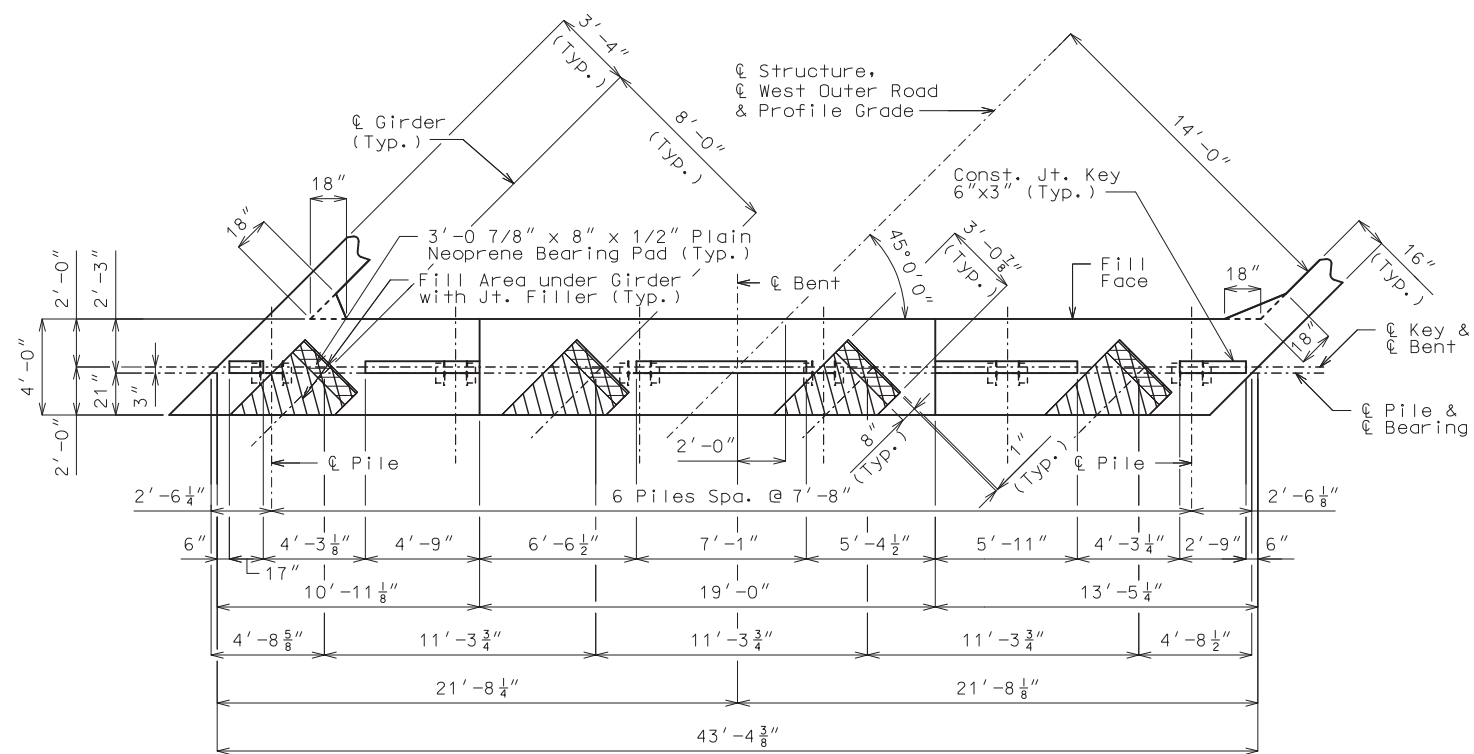 3'-4"
(Typ.)
℄ Structure,
℄ West Outer Road
& Profile Grade
℄ Girder
(Typ.)
8'-0"
(Typ.)
14'-0"
18"
18"
Const. Jt. Key
6"x3" (Typ.)
3'-0 7/8" x 8" x 1/2" Plain
Neoprene Bearing Pad (Typ.)
45°0'0"
3'-0 7/8"
(Typ.)
16"
(Typ.)
Fill Area under Girder
with Jt. Filler (Typ.)
℄ Bent
Fill
Face
18"
18"
2'-0"
2'-3"
℄ Key &
℄ Bent
4'-0"
2'-0"
21"
3"
℄ Pile &
℄ Bearing
2'-0"
8"
(Typ.)
1"
(Typ.)
℄ Pile
℄ Pile
2'-6 1/4"
6 Piles Spa. @ 7'-8"
2'-6 1/8"
6"
17"
4'-3 1/8"
4'-9"
6'-6 1/2"
7'-1"
5'-4 1/2"
5'-11"
4'-3 1/4"
2'-9"
6"
10'-11 1/8"
19'-0"
13'-5 1/4"
4'-8 5/8"
11'-3 3/4"
11'-3 3/4"
11'-3 3/4"
4'-8 1/2"
21'-8 1/4"
21'-8 1/8"
43'-4 3/8"